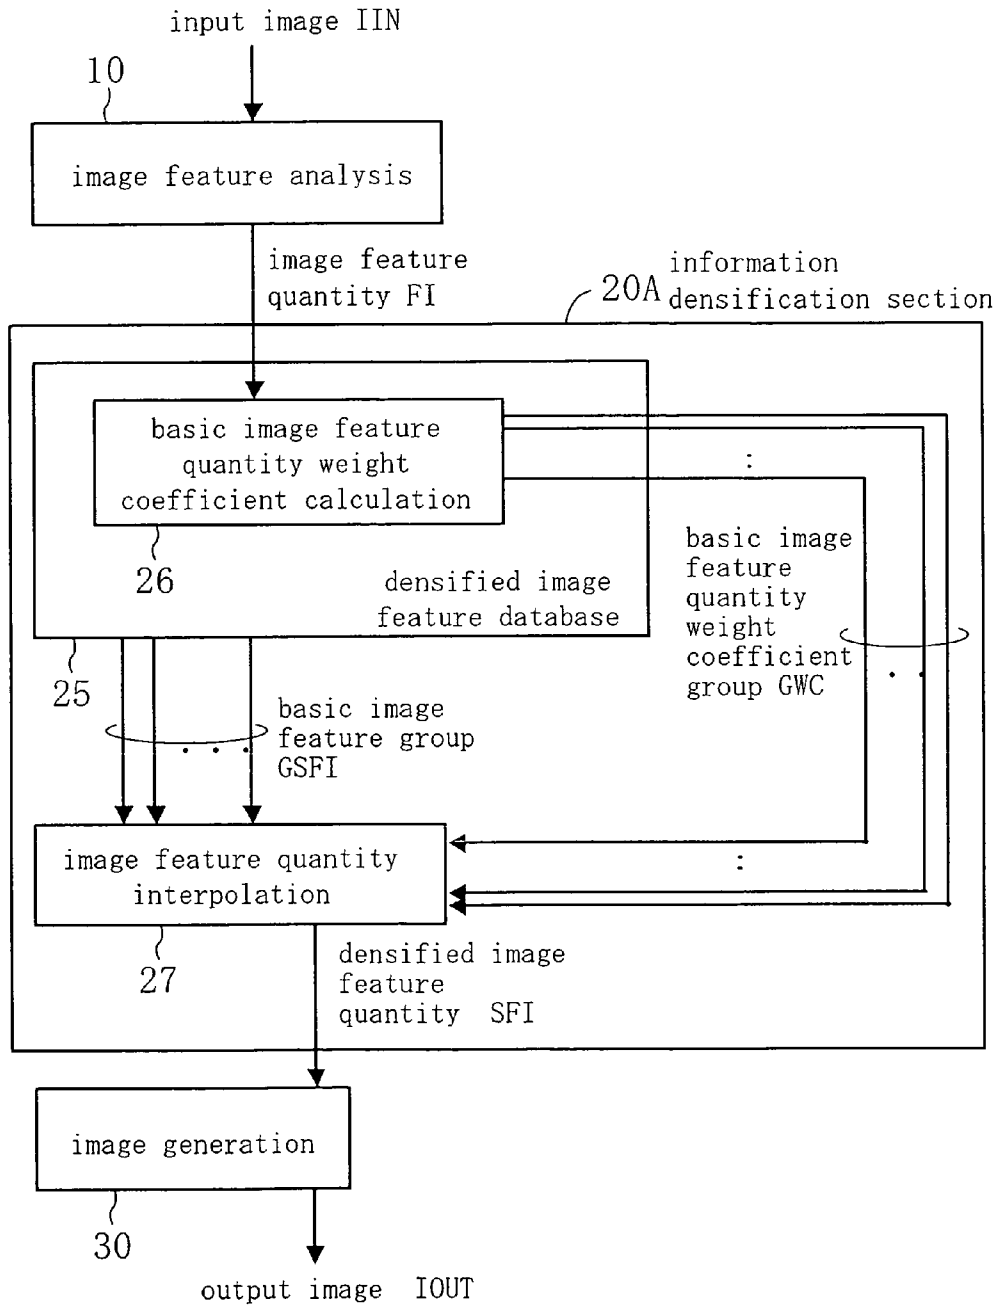 input image IIN
10
image feature analysis
image feature
quantity FI
20A
information
densification section
basic image feature
quantity weight
coefficient calculation
26
densified image
feature database
25
basic image
feature
quantity
weight
coefficient
group GWC
basic image
feature group
GSFI
image feature quantity
interpolation
27
densified image
feature
quantity SFI
image generation
30
output image IOUT